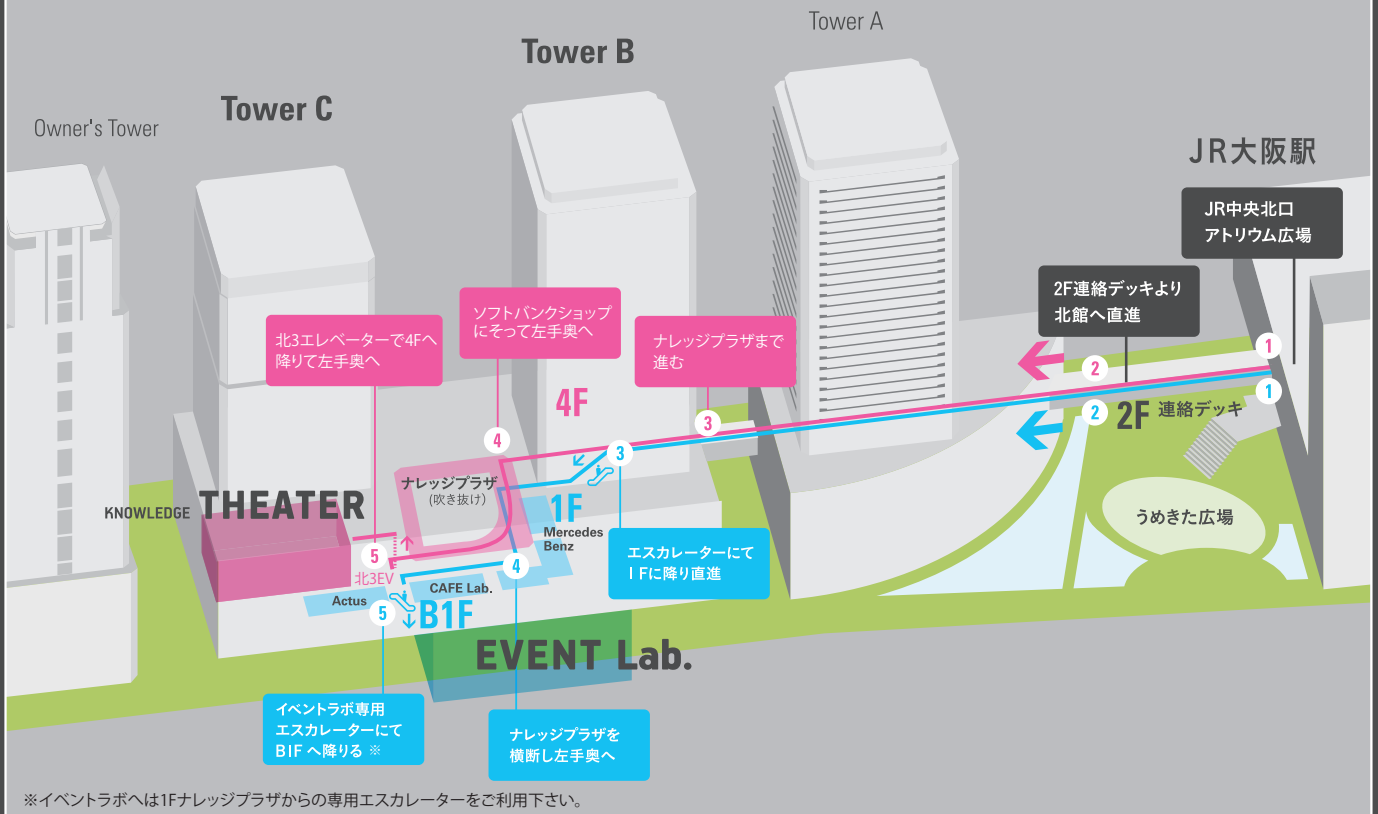 Tower A
Tower B
Tower C
Owner's Tower
JR大阪駅
JR中央北口
アトリウム広場
2F連絡デッキより
北館へ直進
北3エレベーターで4Fへ
降りて左手奥へ
ソフトバンクショップ
にそって左手奥へ
ナレッジプラザまで
進む
1
2
1
2
2F 連絡デッキ
4F
3
4
3
ナレッジプラザ
(吹き抜け)
KNOWLEDGE THEATER
1F
Mercedes
Benz
うめきた広場
エスカレーターにて
1Fに降り直進
5
北3EV
4
CAFE Lab.
Actus
5
B1F
EVENT Lab.
イベントラボ専用
エスカレーターにて
B1Fへ降りる ※
ナレッジプラザを
横断し左手奥へ
※イベントラボへは1Fナレッジプラザからの専用エスカレーターをご利用下さい。